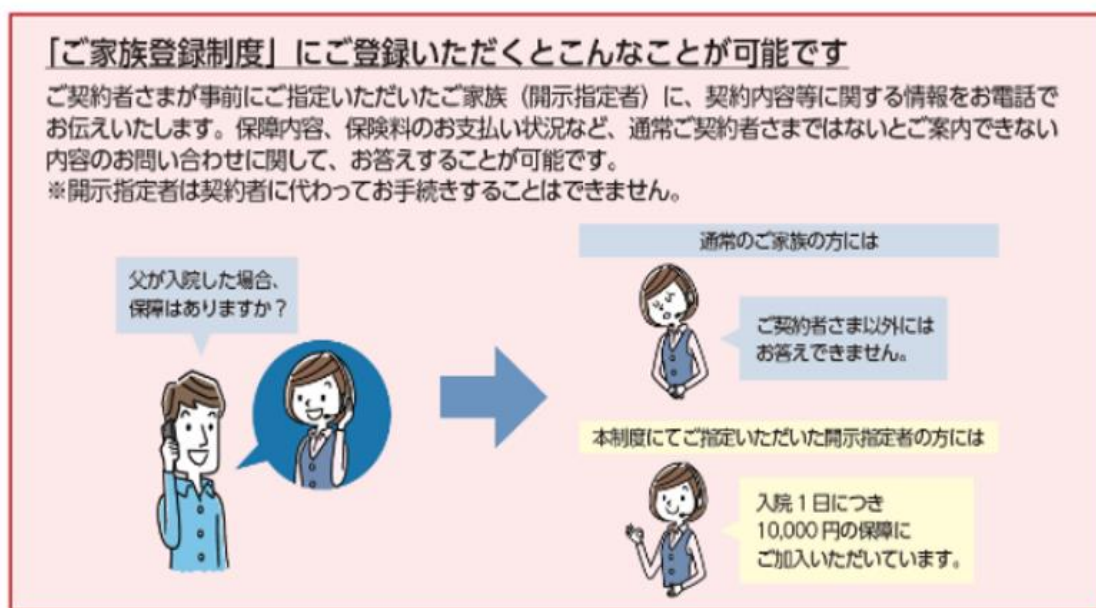 「ご家族登録制度」にご登録いただくとこんなことが可能です
ご契約者さまが事前にご指定いただいたご家族（開示指定者）に、契約内容等に関する情報をお電話で
お伝えいたします。保障内容、保険料のお支払い状況など、通常ご契約者さまではないとご案内できない
内容のお問い合わせに関して、お答えすることが可能です。
※開示指定者は契約者に代わってお手続きすることはできません。
父が入院した場合、
保障はありますか？
通常のご家族の方には
ご契約者さま以外には
お答えできません。
本制度にてご指定いただいた開示指定者の方には
入院1日につき
10,000円の保障に
ご加入いただいています。